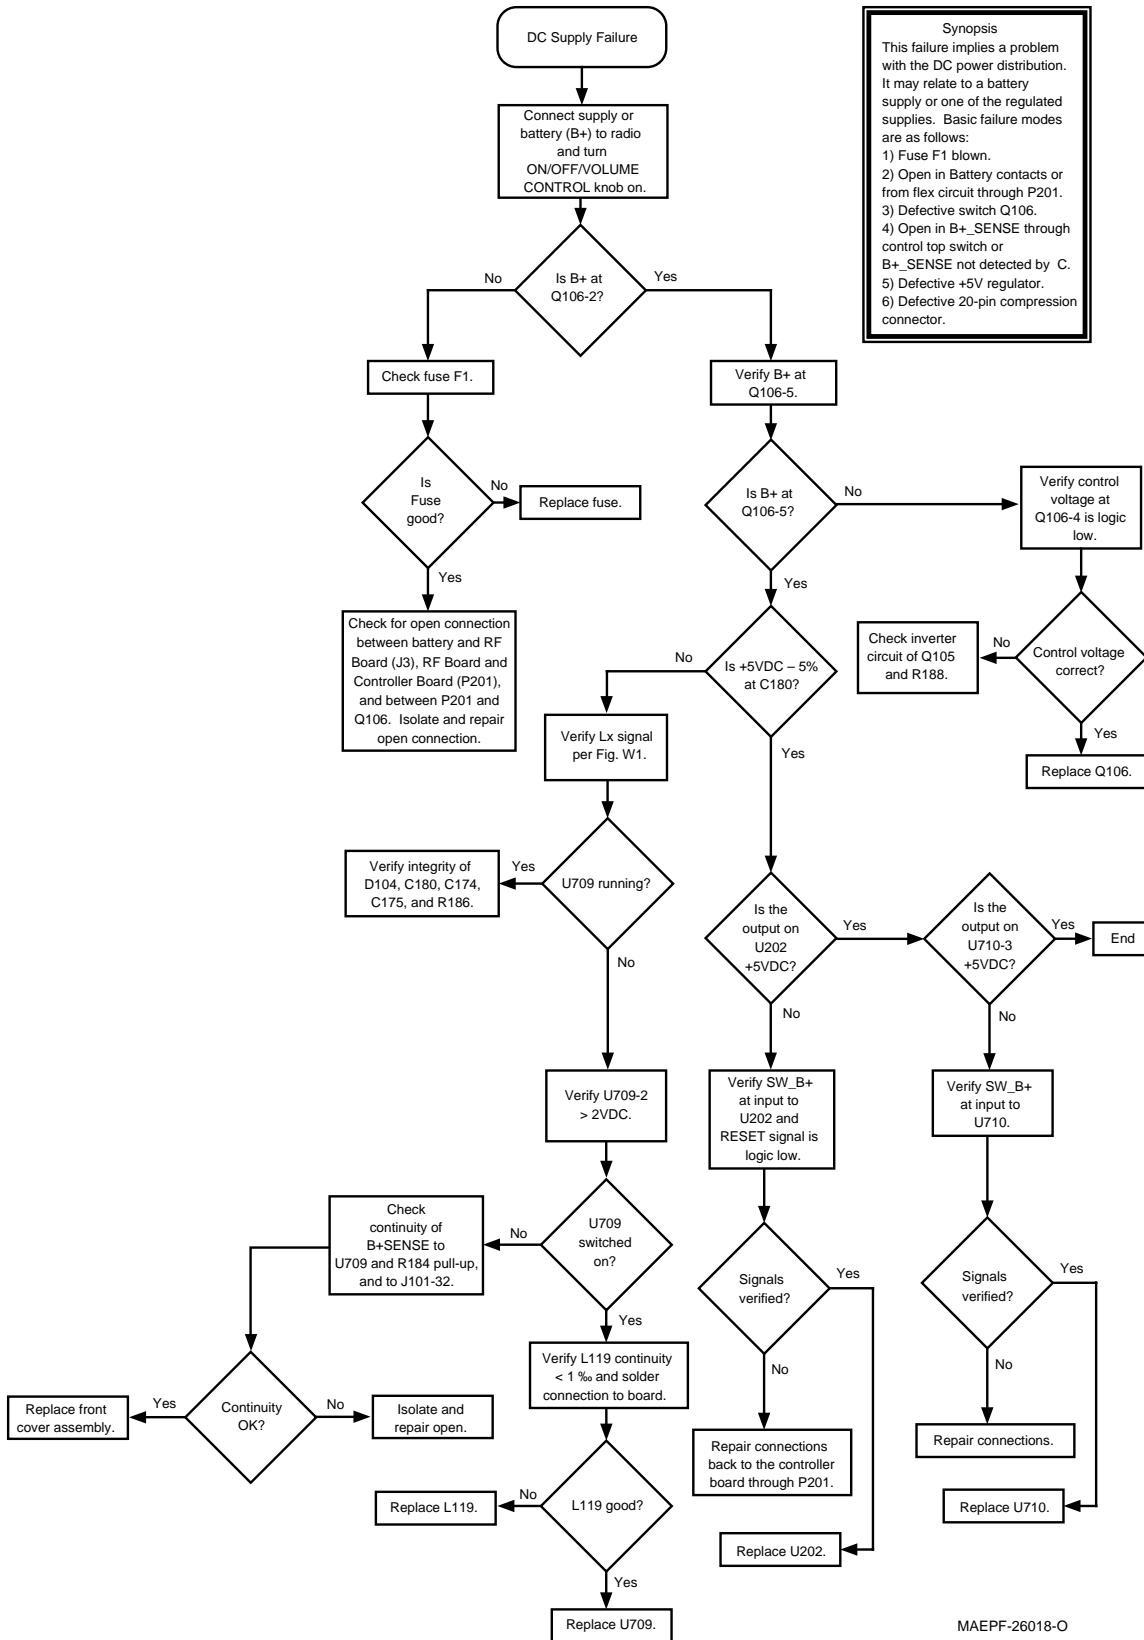 DC Supply Failure
Synopsis
This failure implies a problem
with the DC power distribution.
It may relate to a battery
supply or one of the regulated
supplies. Basic failure modes
are as follows:
1) Fuse F1 blown.
2) Open in Battery contacts or
from flex circuit through P201.
3) Defective switch Q106.
4) Open in B+_SENSE through
control top switch or
B+_SENSE not detected by C.
5) Defective +5V regulator.
6) Defective 20-pin compression
connector.
Connect supply or
battery (B+) to radio
and turn
ON/OFF/VOLUME
CONTROL knob on.
Is B+ at
Q106-2?
No
Yes
Check fuse F1.
Verify B+ at
Q106-5.
Is
Fuse
good?
No
Replace fuse.
Yes
Check for open connection
between battery and RF
Board (J3), RF Board and
Controller Board (P201),
and between P201 and
Q106. Isolate and repair
open connection.
Is B+ at
Q106-5?
No
Yes
Verify control
voltage at
Q106-4 is logic
low.
Control voltage
correct?
No
Check inverter
circuit of Q105
and R188.
Yes
Replace Q106.
Is +5VDC – 5%
at C180?
No
Yes
Verify Lx signal
per Fig. W1.
U709 running?
Yes
Verify integrity of
D104, C180, C174,
C175, and R186.
No
Is the
output on
U202
+5VDC?
Yes
No
Is the
output on
U710-3
+5VDC?
Yes
End
No
Verify U709-2
> 2VDC.
Verify SW_B+
at input to
U202 and
RESET signal is
logic low.
Verify SW_B+
at input to
U710.
U709
switched
on?
No
Check
continuity of
B+SENSE to
U709 and R184 pull-up,
and to J101-32.
Yes
Signals
verified?
Yes
No
Signals
verified?
Yes
No
Verify L119 continuity
< 1 ‰ and solder
connection to board.
Continuity
OK?
Yes
Replace front
cover assembly.
No
Isolate and
repair open.
Repair connections
back to the controller
board through P201.
Repair connections.
L119 good?
No
Replace L119.
Yes
Replace U709.
Replace U202.
Replace U710.
MAEPF-26018-O